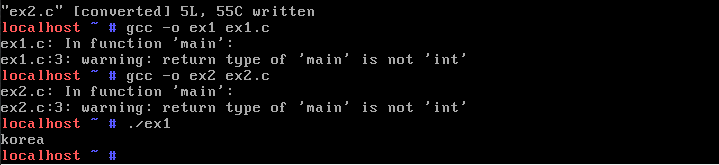 "ex2.c" [converted] 5L, 55C written
localhost ~ # gcc -o ex1 ex1.c
ex1.c: In function 'main':
ex1.c:3: warning: return type of 'main' is not 'int'
localhost ~ # gcc -o ex2 ex2.c
ex2.c: In function 'main':
ex2.c:3: warning: return type of 'main' is not 'int'
localhost ~ # ./ex1
korea
localhost ~ #